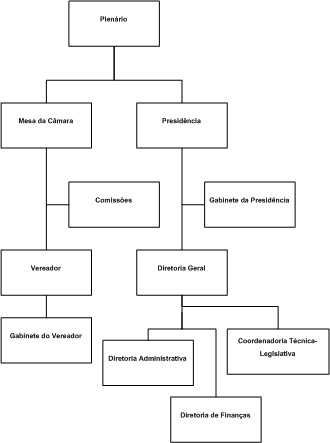 Plenário
Mesa da Câmara
Presidência
Comissões
Gabinete da Presidência
Vereador
Diretoria Geral
Gabinete do Vereador
Diretoria Administrativa
Coordenadoria Técnica-
Legislativa
Diretoria de Finanças